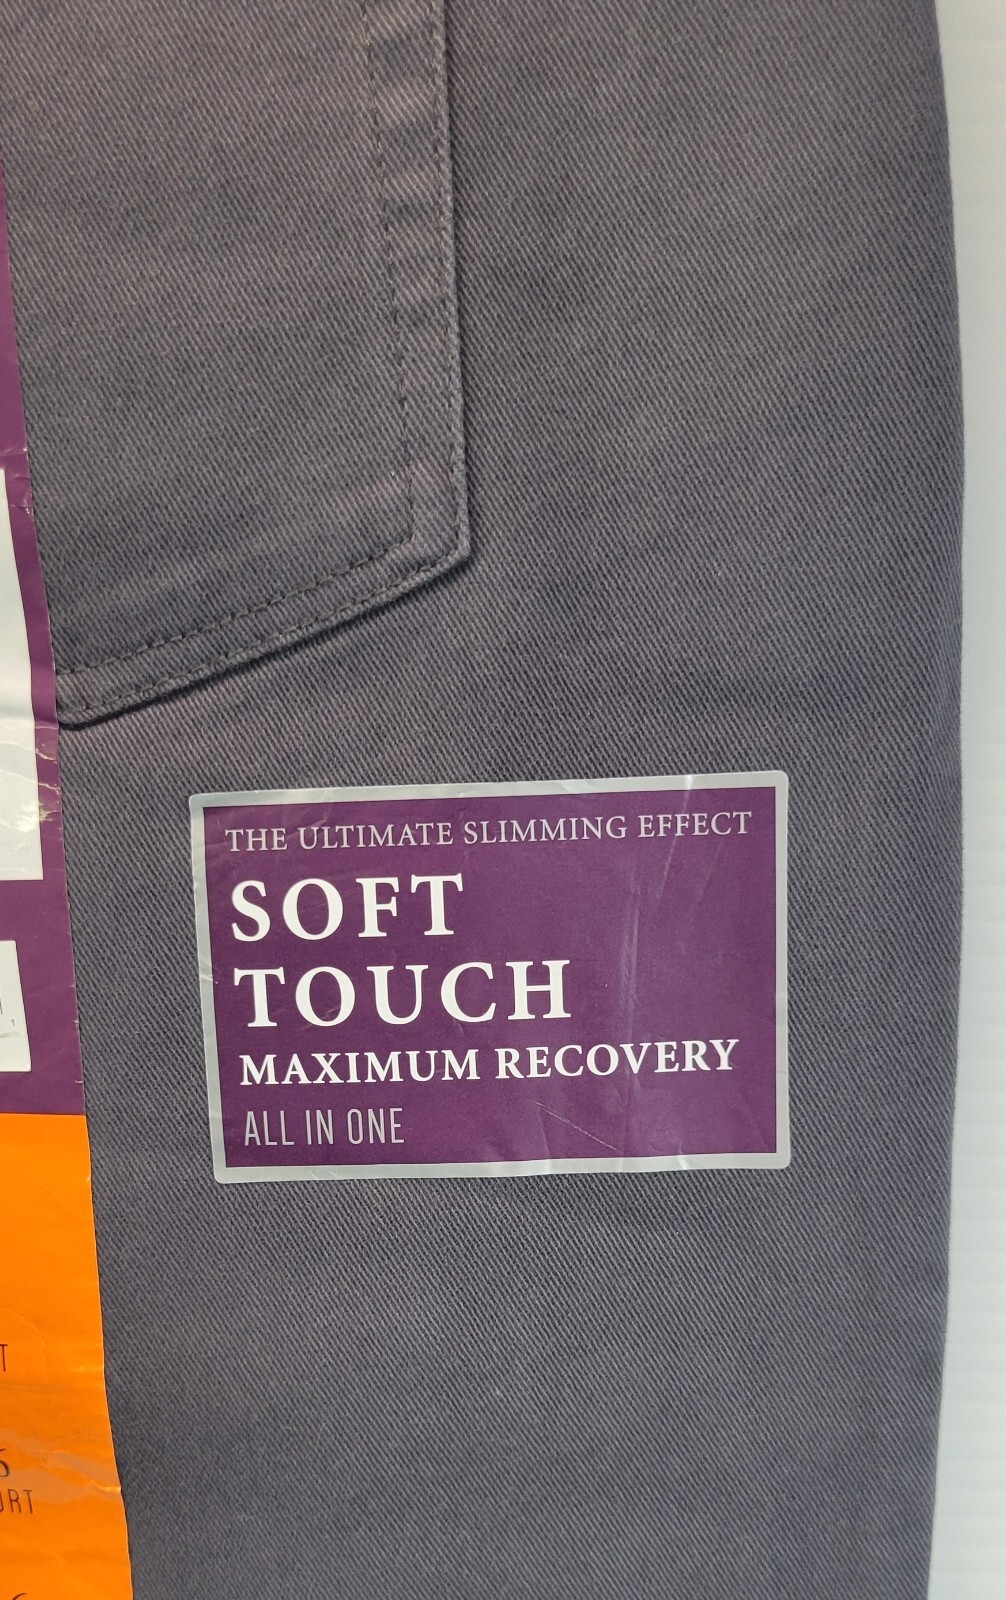 THE ULTIMATE SLIMMING EFFECT
SOFT
TOUCH
MAXIMUM RECOVERY
ALL IN ONE